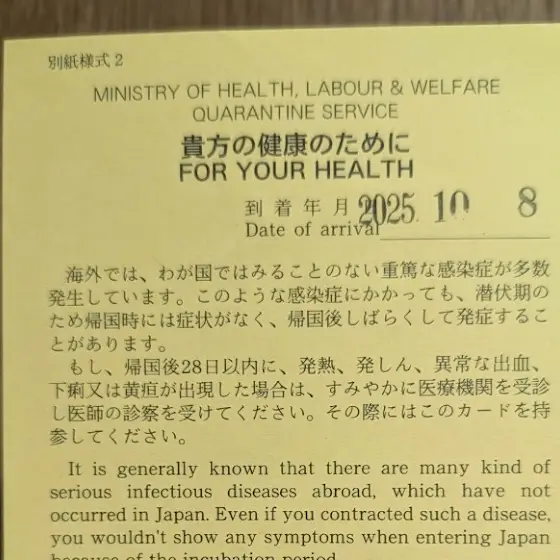 別紙様式2
MINISTRY OF HEALTH, LABOUR & WELFARE
QUARANTINE SERVICE
貴方の健康のために
FOR YOUR HEALTH
到着年月 2025. 10 8
Date of arrival
海外では、わが国ではみることのない重篤な感染症が多数
発生しています。このような感染症にかかっても、潜伏期の
ため帰国時には症状がなく、帰国後しばらくして発症するこ
とがあります。
もし、帰国後28日以内に、発熱、発しん、異常な出血、
下痢又は黄疸が出現した場合は、すみやかに医療機関を受診
し医師の診察を受けてください。その際にはこのカードを持
参してください。
It is generally known that there are many kind of
serious infectious diseases abroad, which have not
occurred in Japan. Even if you contracted such a disease,
you wouldn't show any symptoms when entering Japan
because of the incubation period.